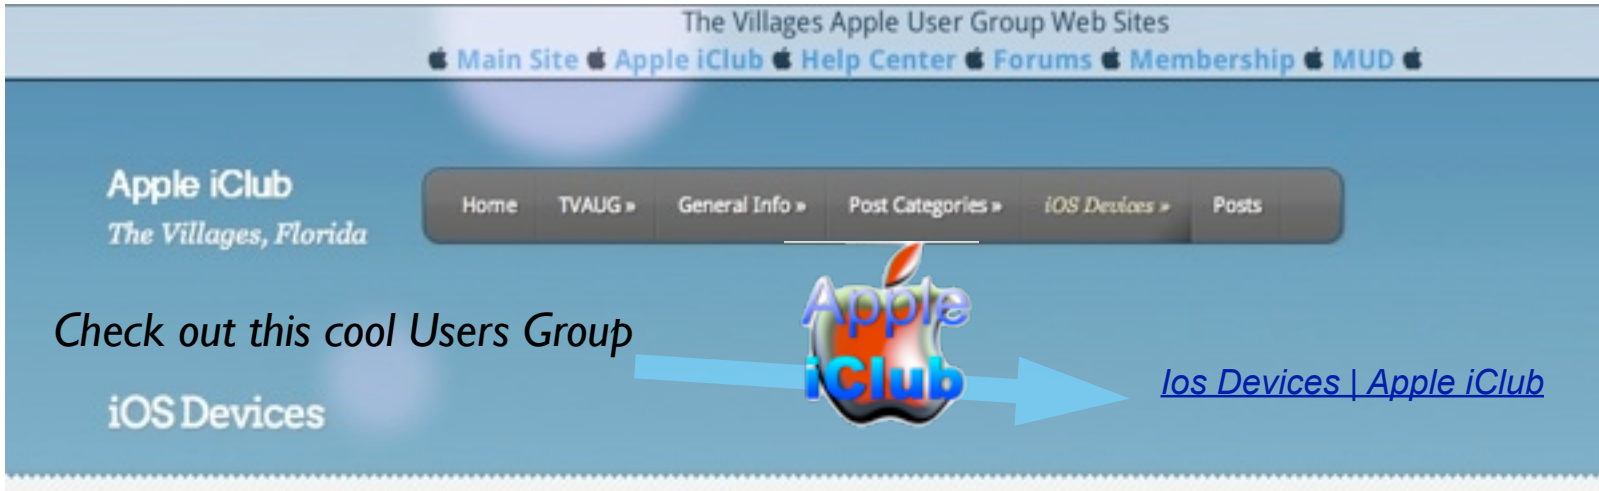 The Villages Apple User Group Web Sites
Main Site Apple iClub Help Center Forums Membership MUD
Apple iClub
The Villages, Florida
Home TVAUG » General Info » Post Categories » iOS Devices » Posts
Apple
iClub
Check out this cool Users Group
Ios Devices | Apple iClub
iOS Devices